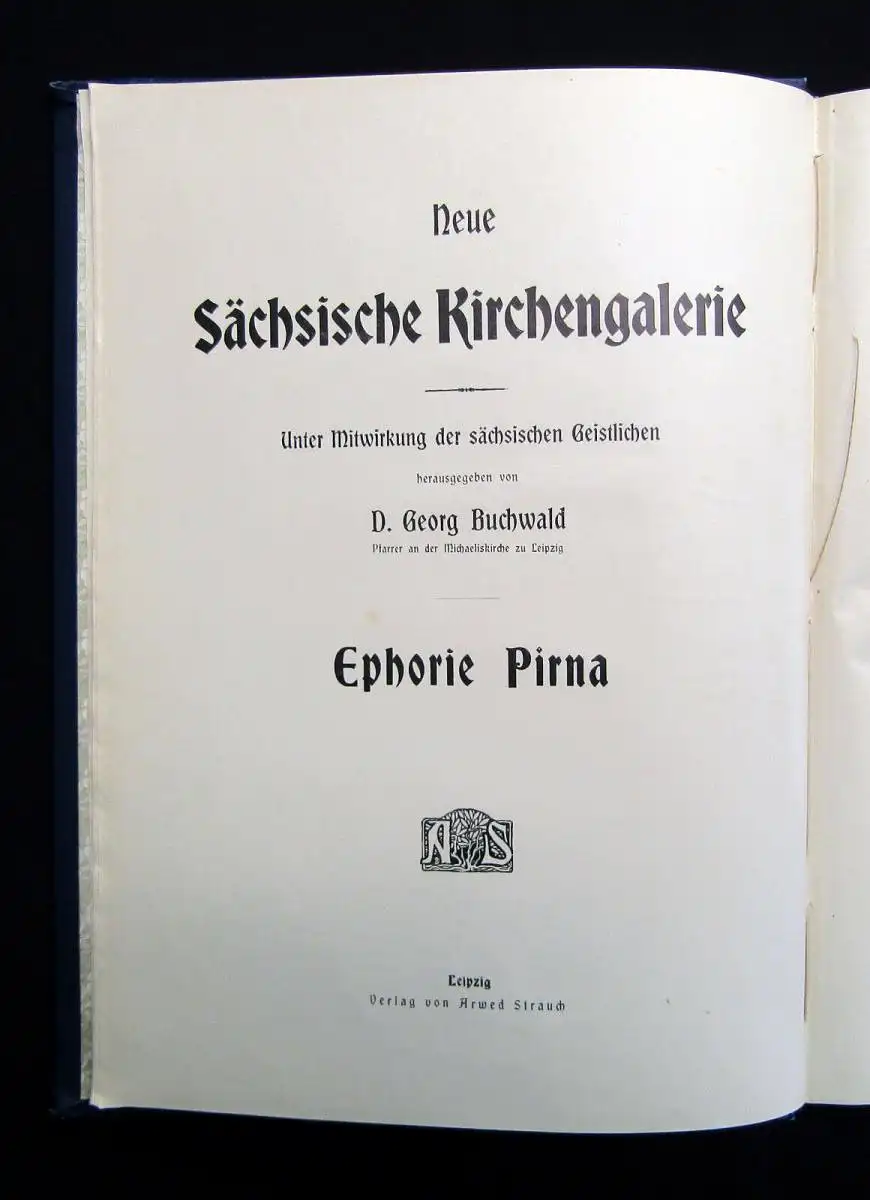 Neue
Sächsische Kirchengalerie
Unter Mitwirkung der sächsischen Geistlichen
herausgegeben von
D. Georg Buchwald
Pfarrer an der Michaeliskirche zu Leipzig
Ephorie Pirna
A S
Leipzig
Verlag von Arwed Strauch